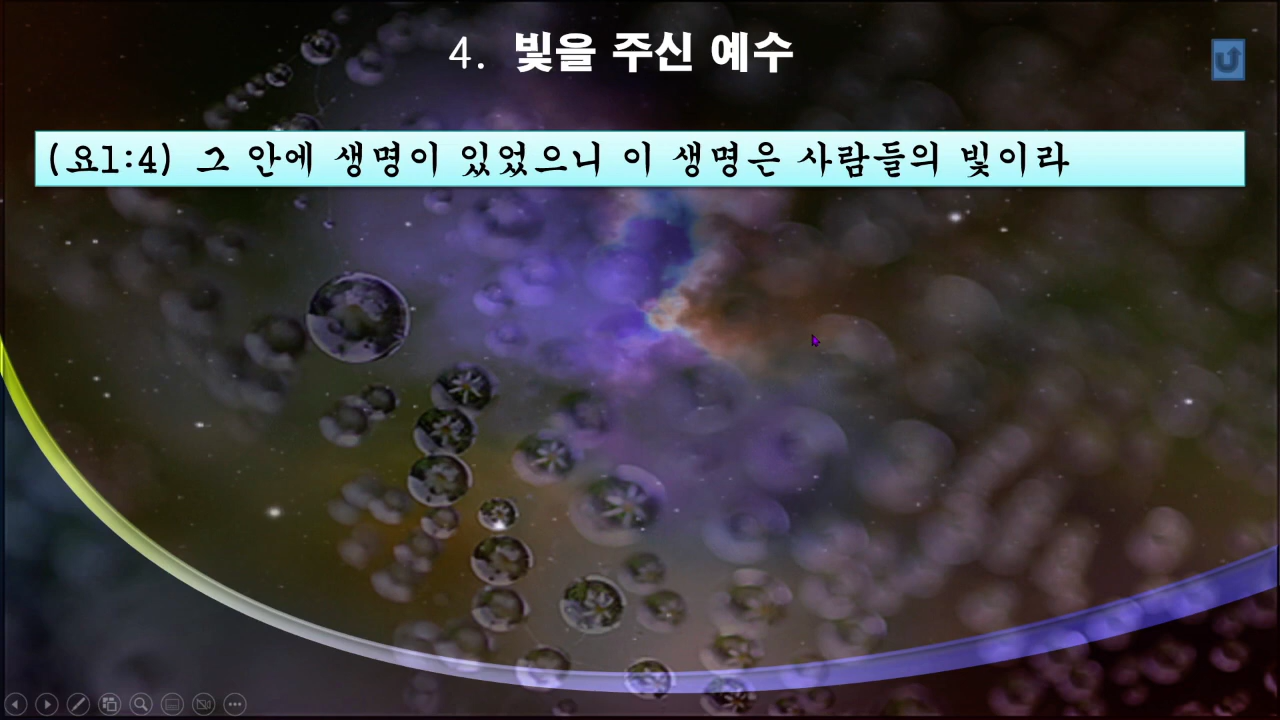 4. 빛을 주신 예수
(요1:4) 그 안에 생명이 있었으니 이 생명은 사람들의 빛이라